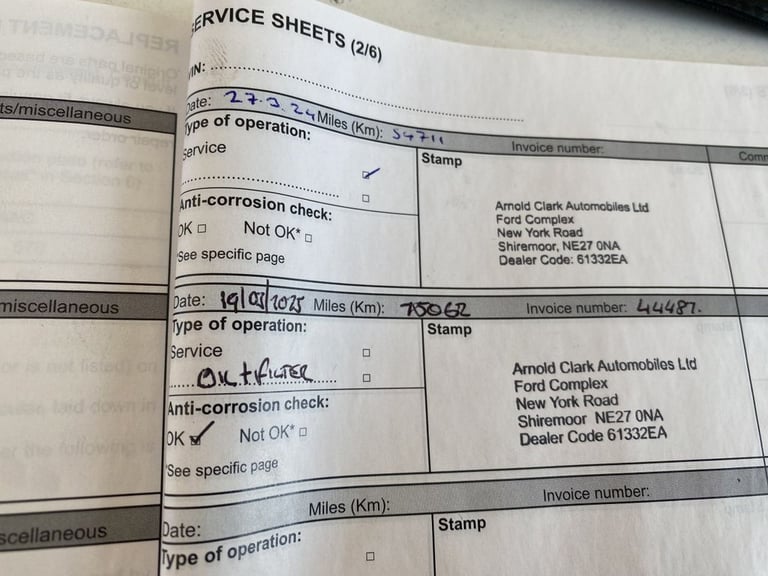 SERVICE SHEETS (2/6)
VIN:
Date: 27.3.24 Miles (Km): 54711 Invoice number:
Type of operation:
Service
Stamp
Anti-corrosion check:
OK Not OK*
*See specific page
Arnold Clark Automobiles Ltd
Ford Complex
New York Road
Shiremoor, NE27 0NA
Dealer Code: 61332EA
Date: 19/03/2025 Miles (Km): 75062 Invoice number: 44487.
Type of operation:
Service
OIL + FILTER
Stamp
Anti-corrosion check:
OK Not OK*
*See specific page
Arnold Clark Automobiles Ltd
Ford Complex
New York Road
Shiremoor NE27 0NA
Dealer Code 61332EA
Date: Miles (Km): Invoice number:
Type of operation:
Stamp
ts/miscellaneous
miscellaneous
scellaneous
Com